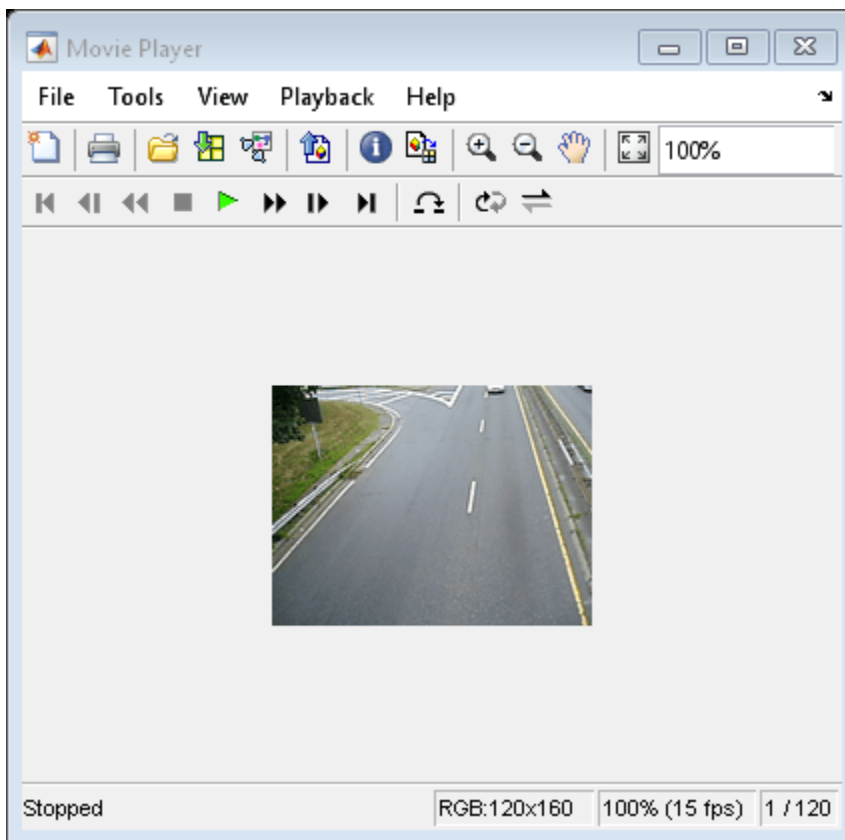 Movie Player
File Tools View Playback Help
100%
Stopped RGB:120x160 100% (15 fps) 1 / 120